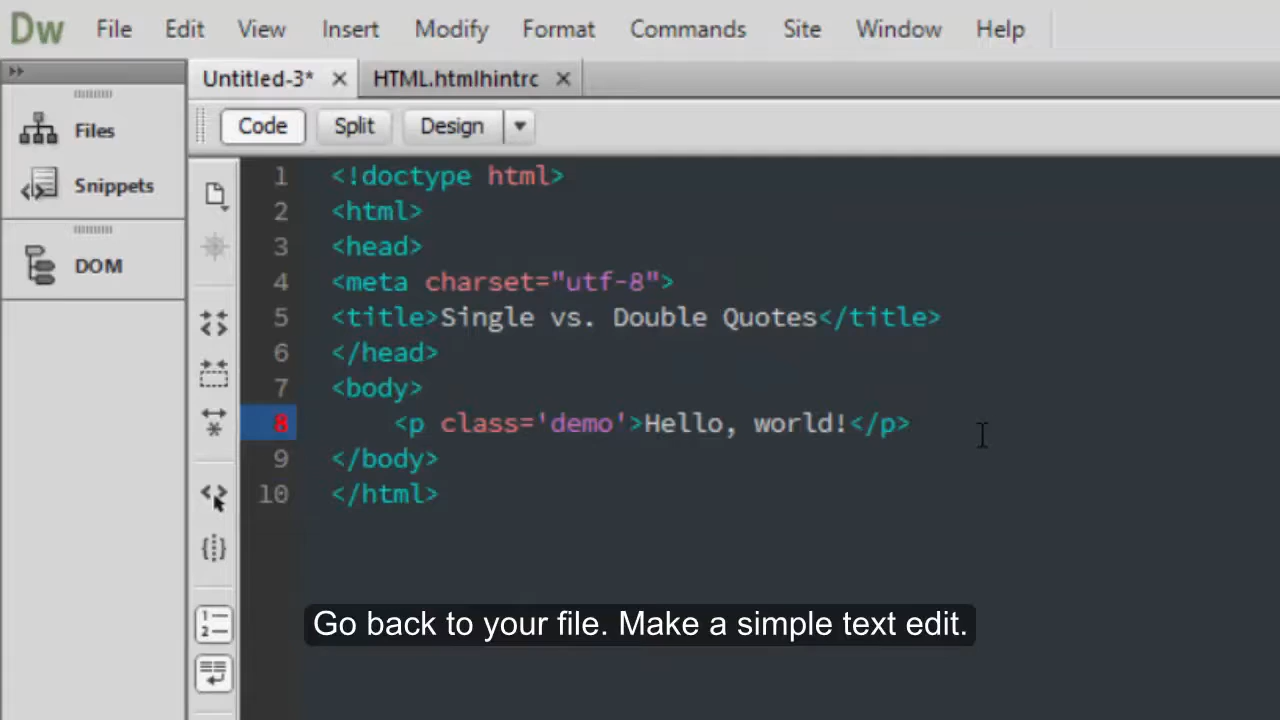 Dw File Edit View Insert Modify Format Commands Site Window Help
Untitled-3* HTML.htmlhintrc
Files
Snippets
DOM
Code Split Design
1 <!doctype html>
2 <html>
3 <head>
4 <meta charset="utf-8">
5 <title>Single vs. Double Quotes</title>
6 </head>
7 <body>
8 <p class='demo'>Hello, world!</p>
9 </body>
10 </html>
Go back to your file. Make a simple text edit.